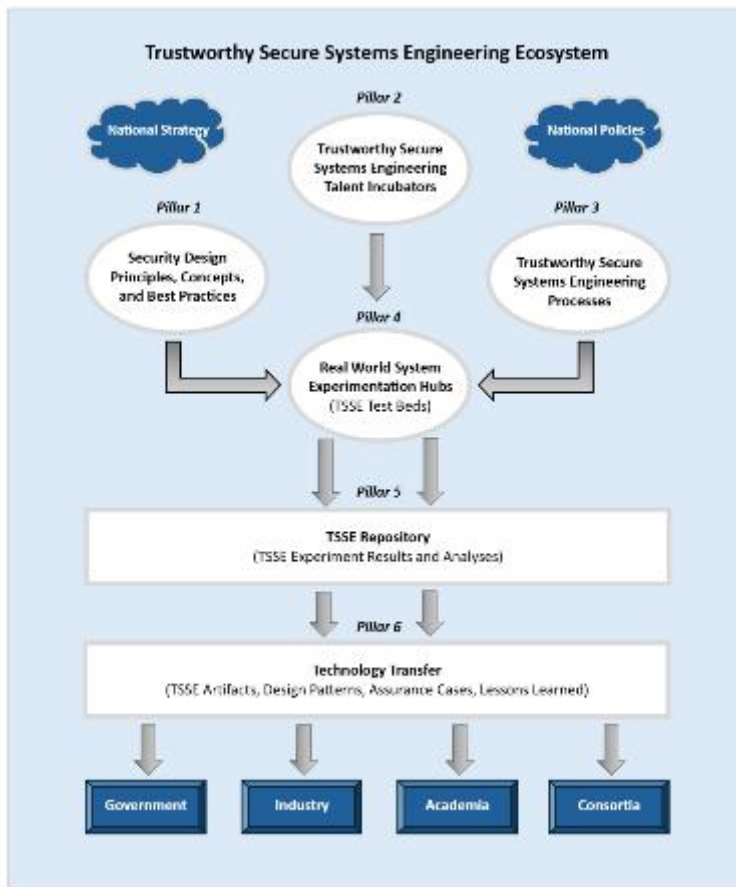 Trustworthy Secure Systems Engineering Ecosystem
Pillar 2
National Strategy
National Policies
Trustworthy Secure
Systems Engineering
Talent Incubators
Pillar 1
Pillar 3
Security Design
Principles, Concepts,
and Best Practices
Trustworthy Secure
Systems Engineering
Processes
Pillar 4
Real World System
Experimentation Hubs
(TSSE Test Beds)
Pillar 5
TSSE Repository
(TSSE Experiment Results and Analyses)
Pillar 6
Technology Transfer
(TSSE Artifacts, Design Patterns, Assurance Cases, Lessons Learned)
Government
Industry
Academia
Consortia